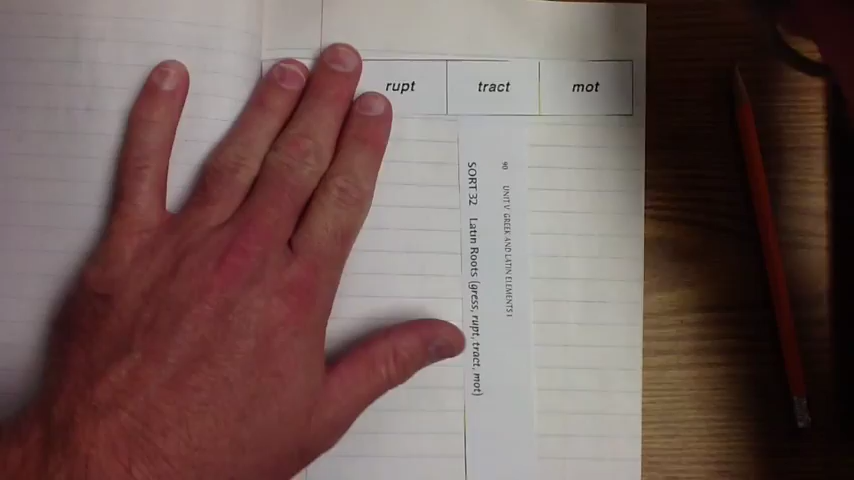 rupt tract mot
90 UNIT V GREEK AND LATIN ELEMENTS I
SORT 32 Latin Roots (gress, rupt, tract, mot)